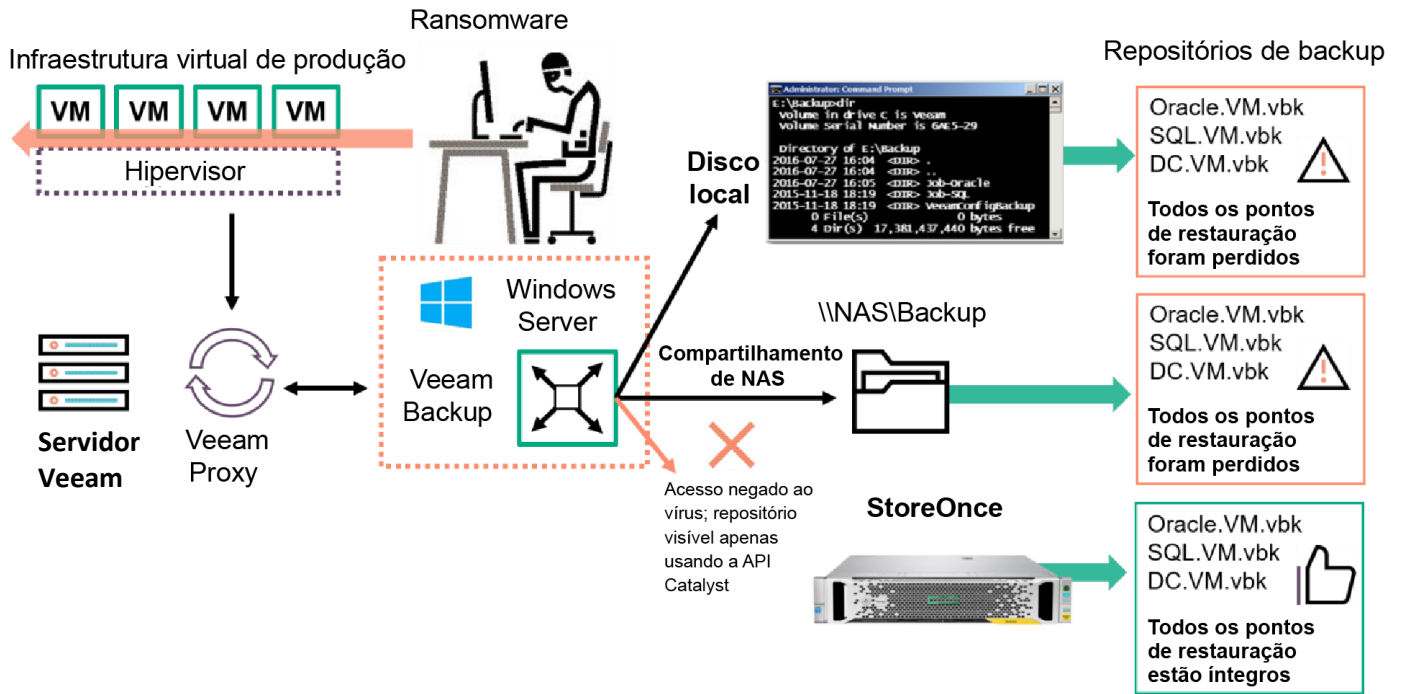 Ransomware
Infraestrutura virtual de produção
VM VM VM VM
Hipervisor
Servidor
Veeam
Veeam
Proxy
Windows
Server
Veeam
Backup
Disco
local
Administrator: Command Prompt
E:\Backup>dir
Volume in drive C is Veeam
Volume Serial Number is 6AE5-29
Directory of E:\Backup
2016-07-27 16:04 <DIR> .
2016-07-27 16:04 <DIR> ..
2016-07-27 16:05 <DIR> Job-Oracle
2015-11-18 18:19 <DIR> Job-SQL
2015-11-18 18:19 <DIR> VeeamConfigBackup
0 File(s) 0 bytes
4 Dir(s) 17,381,437,440 bytes free
Compartilhamento
de NAS
\\NAS\Backup
Acesso negado ao
vírus; repositório
visível apenas
usando a API
Catalyst
StoreOnce
Repositórios de backup
Oracle.VM.vbk
SQL.VM.vbk
DC.VM.vbk
Todos os pontos
de restauração
foram perdidos
Oracle.VM.vbk
SQL.VM.vbk
DC.VM.vbk
Todos os pontos
de restauração
foram perdidos
Oracle.VM.vbk
SQL.VM.vbk
DC.VM.vbk
Todos os pontos
de restauração
estão íntegros